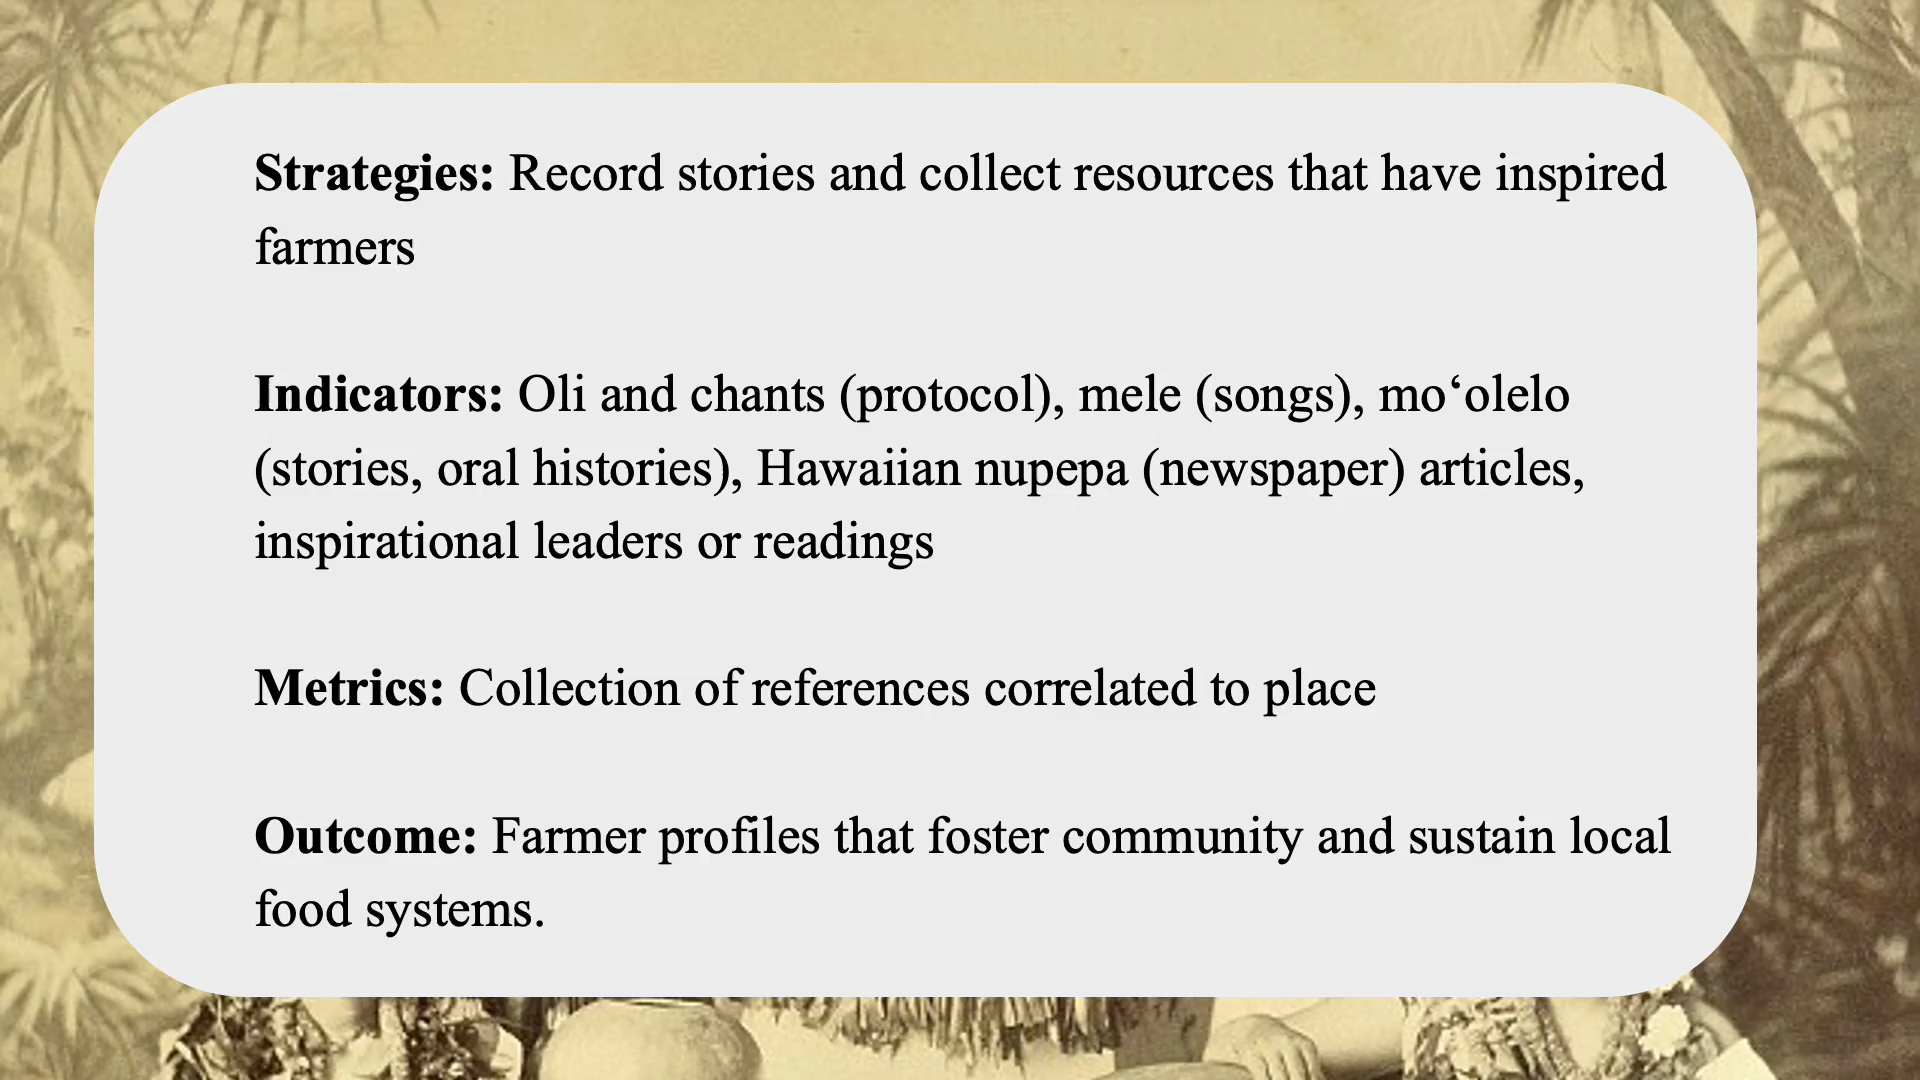 Strategies: Record stories and collect resources that have inspired
farmers
Indicators: Oli and chants (protocol), mele (songs), moʻolelo
(stories, oral histories), Hawaiian nupepa (newspaper) articles,
inspirational leaders or readings
Metrics: Collection of references correlated to place
Outcome: Farmer profiles that foster community and sustain local
food systems.